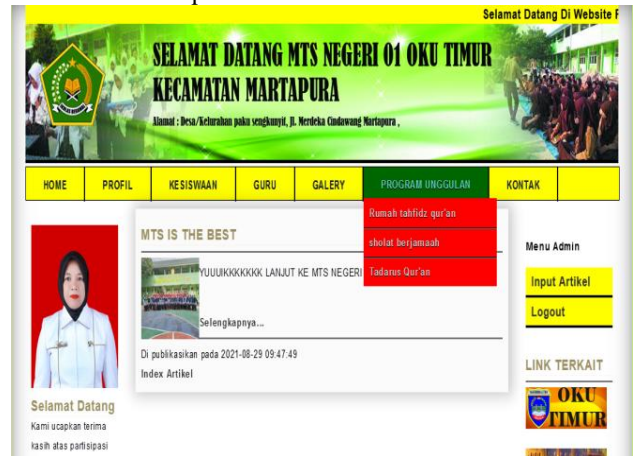 Selamat Datang Di Website
SELAMAT DATANG MTS NEGERI 01 OKU TIMUR
KECAMATAN MARTAPURA
Alamat : Desa/Kelurahan paku sengkunyit, Jl. Merdeka Cindawang Martapura ,
HOME PROFIL KESISWAAN GURU GALERY PROGRAM UNGGULAN KONTAK
Rumah tahfidz qur'an
sholat berjamaah
Tadarus Qur'an
MTS IS THE BEST
YUUUIKKKKKKK LANJUT KE MTS NEGERI
Selengkapnya...
Di publikasikan pada 2021-08-29 09:47:49
Index Artikel
Selamat Datang
Kami ucapkan terima
kasih atas partisipasi
Menu Admin
Input Artikel
Logout
LINK TERKAIT
OKU
TIMUR